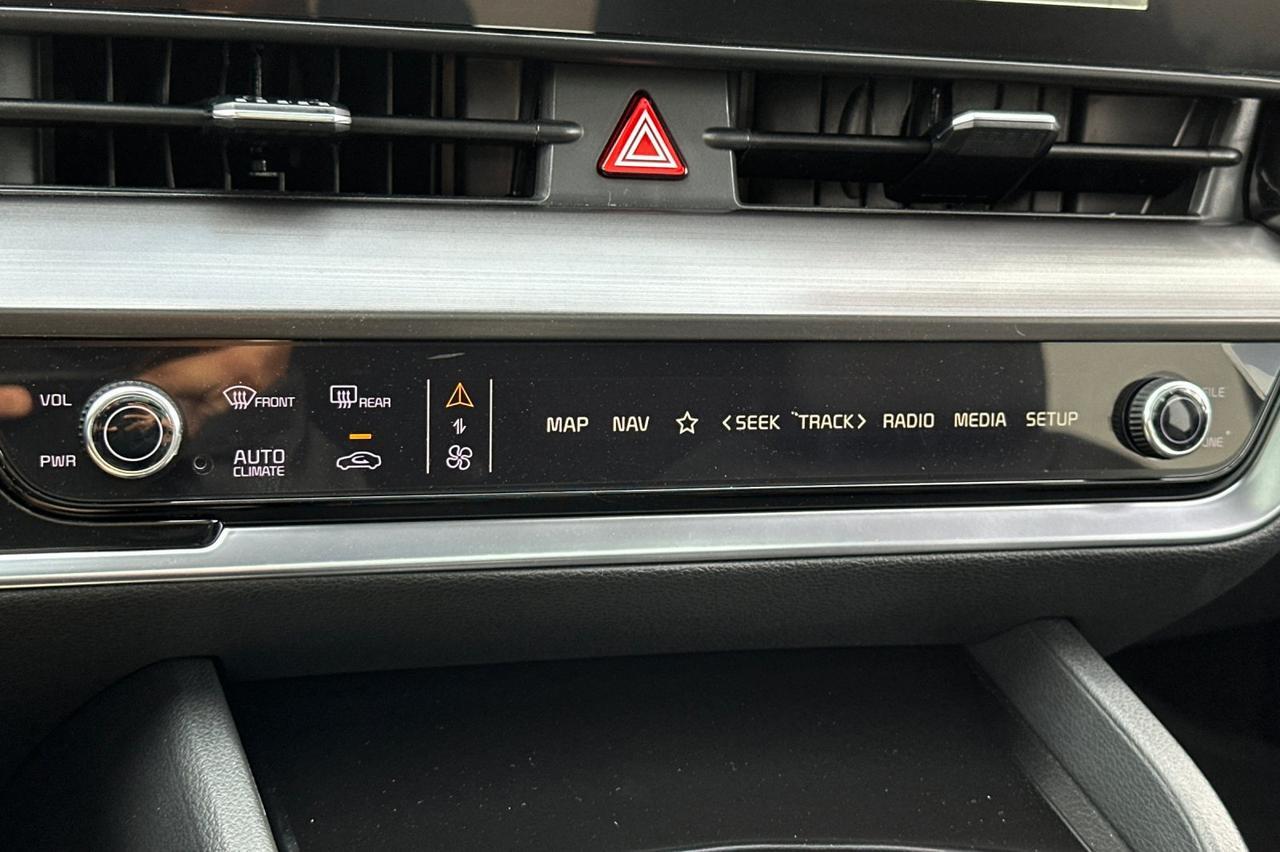 VOL
PWR
FRONT
REAR
AUTO
CLIMATE
MAP NAV <SEEK TRACK> RADIO MEDIA SETUP